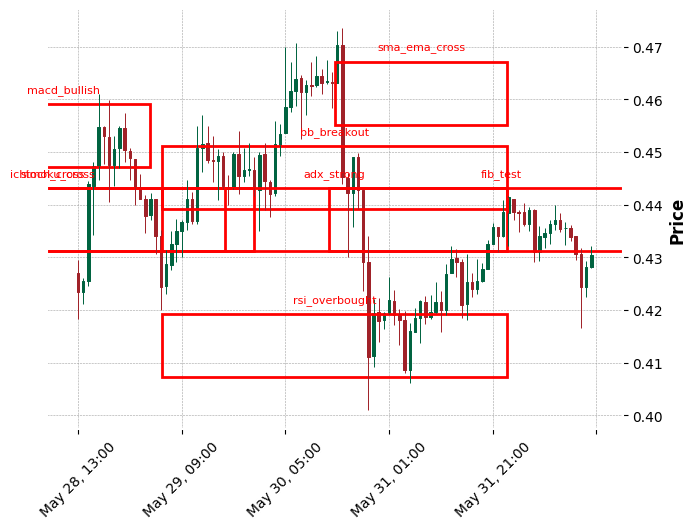 sma_ema_cross
0.47
macd_bullish
0.46
bb_breakout
0.45
adx_strong
fib_test
0.44
Price
0.43
rsi_overbought
0.42
0.41
0.40
May 28, 13:00
May 29, 09:00
May 30, 05:00
May 31, 01:00
May 31, 21:00